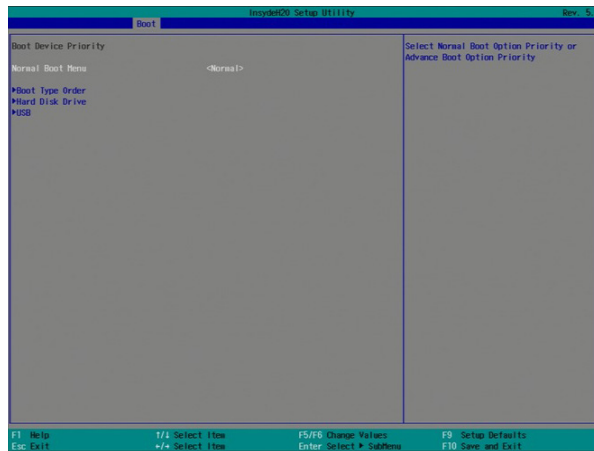 InsydeH20 Setup Utility Rev. 5.
Boot
Boot Device Priority
Normal Boot Menu <Normal>
▶Boot Type Order
▶Hard Disk Drive
▶USB
Select Normal Boot Option Priority or
Advance Boot Option Priority
F1 Help ↑/↓ Select Item F5/F6 Change Values F9 Setup Defaults
Esc Exit ←/→ Select Item Enter Select ▶ SubMenu F10 Save and Exit